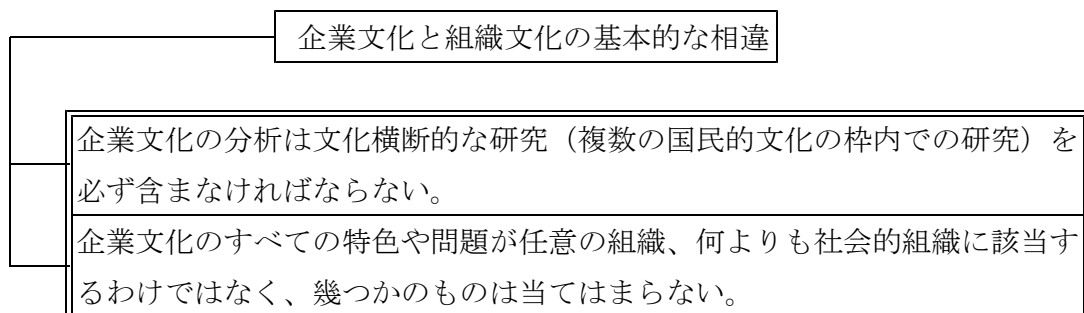 企業文化と組織文化の基本的な相違
企業文化の分析は文化横断的な研究（複数の国民的文化の枠内での研究）を
必ず含まなければならない。
企業文化のすべての特色や問題が任意の組織、何よりも社会的組織に該当す
るわけではなく、幾つかのものは当てはまらない。